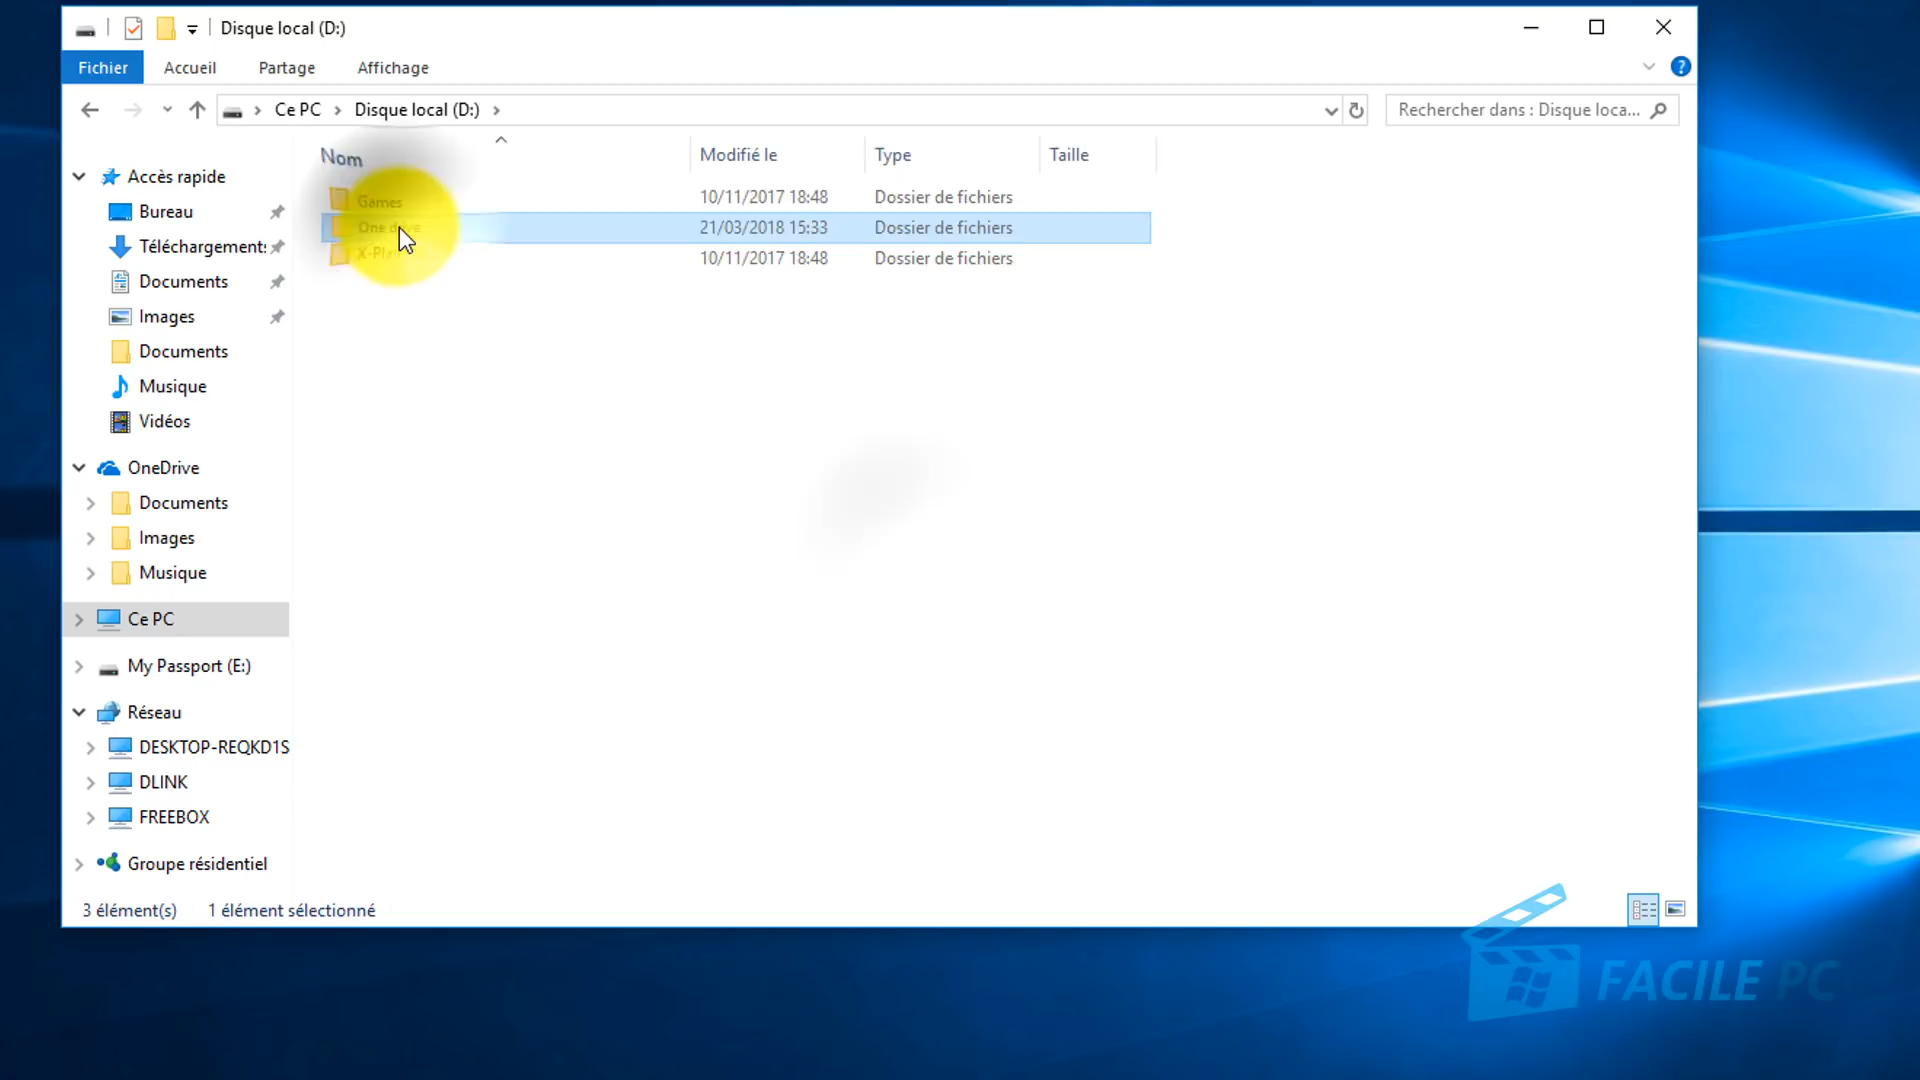 Disque local (D:)
Fichier Accueil Partage Affichage
Ce PC Disque local (D:) Rechercher dans : Disque loca...
Nom Modifié le Type Taille
Games 10/11/2017 18:48 Dossier de fichiers
One drive 21/03/2018 15:33 Dossier de fichiers
10/11/2017 18:48 Dossier de fichiers
Accès rapide
Bureau
Téléchargement:
Documents
Images
Documents
Musique
Vidéos
OneDrive
Documents
Images
Musique
Ce PC
My Passport (E:)
Réseau
DESKTOP-REQKD1S
DLINK
FREEBOX
Groupe résidentiel
3 élément(s) 1 élément sélectionné
FACILE PC